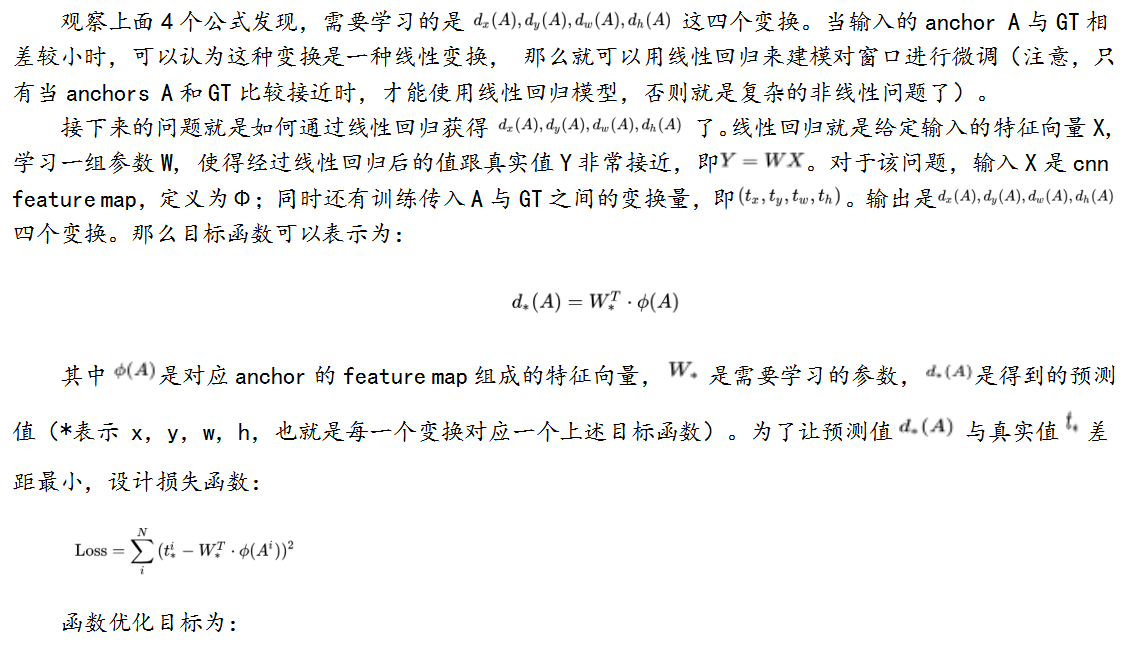 观察上面 4 个公式发现，需要学习的是 d_x(A),d_y(A),d_w(A),d_h(A) 这四个变换。当输入的 anchor A 与 GT 相
差较小时，可以认为这种变换是一种线性变换， 那么就可以用线性回归来建模对窗口进行微调（注意，只
有当 anchors A 和 GT 比较接近时，才能使用线性回归模型，否则就是复杂的非线性问题了）。
接下来的问题就是如何通过线性回归获得 d_x(A),d_y(A),d_w(A),d_h(A) 了。线性回归就是给定输入的特征向量 X，
学习一组参数 W, 使得经过线性回归后的值跟真实值 Y 非常接近，即Y = WX。对于该问题，输入 X 是 cnn
feature map，定义为 Φ；同时还有训练传入 A 与 GT 之间的变换量，即(t_x, t_y, t_w, t_h)。输出是d_x(A),d_y(A),d_w(A),d_h(A)
四个变换。那么目标函数可以表示为：
d_*(A) = W_*^T · ϕ(A)
其中 ϕ(A)是对应 anchor 的 feature map 组成的特征向量， W_* 是需要学习的参数， d_*(A)是得到的预测
值（*表示 x，y，w，h，也就是每一个变换对应一个上述目标函数）。为了让预测值 d_*(A) 与真实值 t_* 差
距最小，设计损失函数：
Loss = ∑_i^N (t_*^i − W_*^T · ϕ(A^i))^2
函数优化目标为：